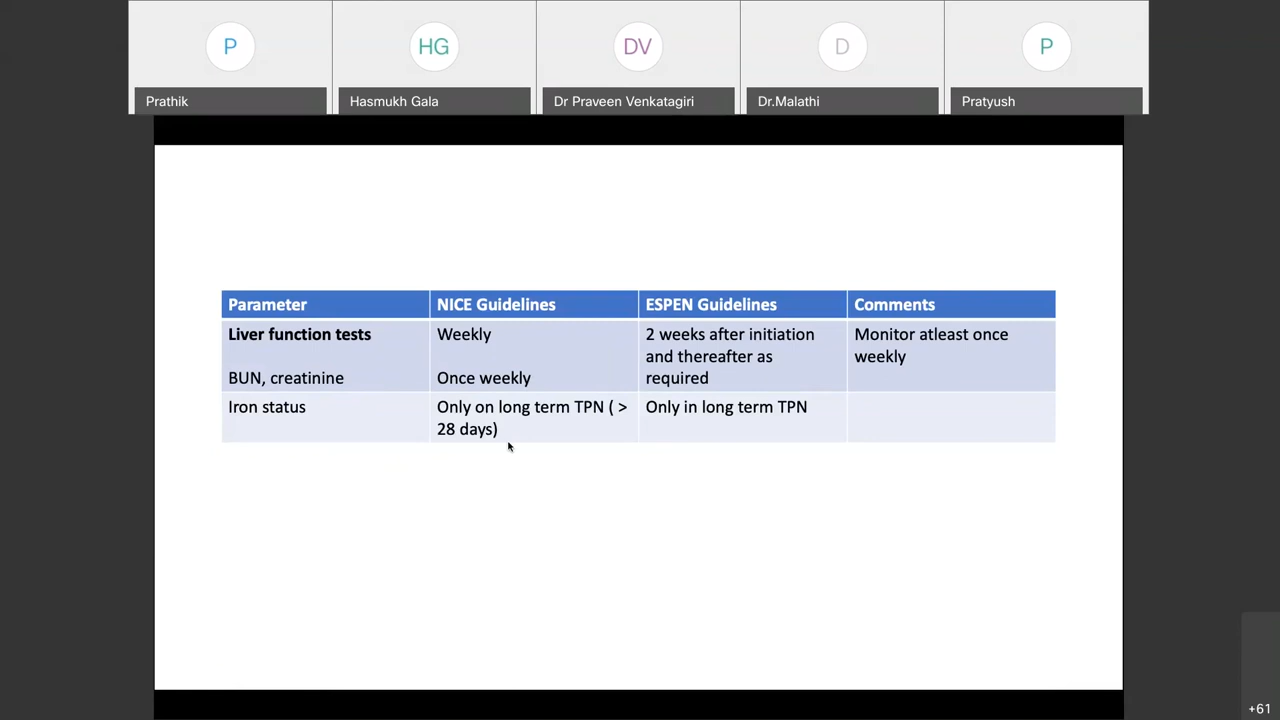 P
HG
DV
D
P
Prathik
Hasmukh Gala
Dr Praveen Venkatagiri
Dr.Malathi
Pratyush
Parameter
NICE Guidelines
ESPEN Guidelines
Comments
Liver function tests
BUN, creatinine
Weekly
Once weekly
2 weeks after initiation
and thereafter as
required
Monitor atleast once
weekly
Iron status
Only on long term TPN ( >
28 days)
Only in long term TPN
+61